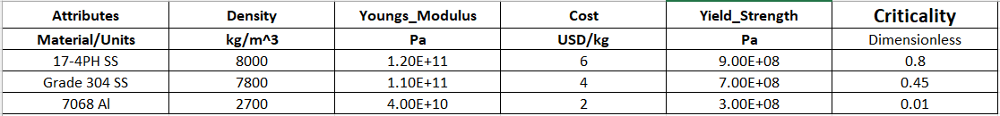 Attributes Density Youngs_Modulus Cost Yield_Strength Criticality
Material/Units kg/m^3 Pa USD/kg Pa Dimensionless
17-4PH SS 8000 1.20E+11 6 9.00E+08 0.8
Grade 304 SS 7800 1.10E+11 4 7.00E+08 0.45
7068 Al 2700 4.00E+10 2 3.00E+08 0.01